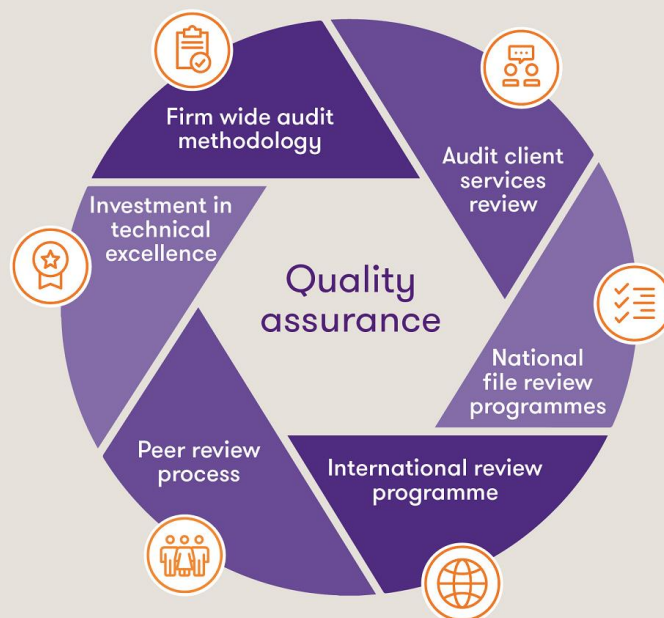 Firm wide audit
methodology
Audit client
services
review
National
file review
programmes
International review
programme
Peer review
process
Investment in
technical
excellence
Quality
assurance